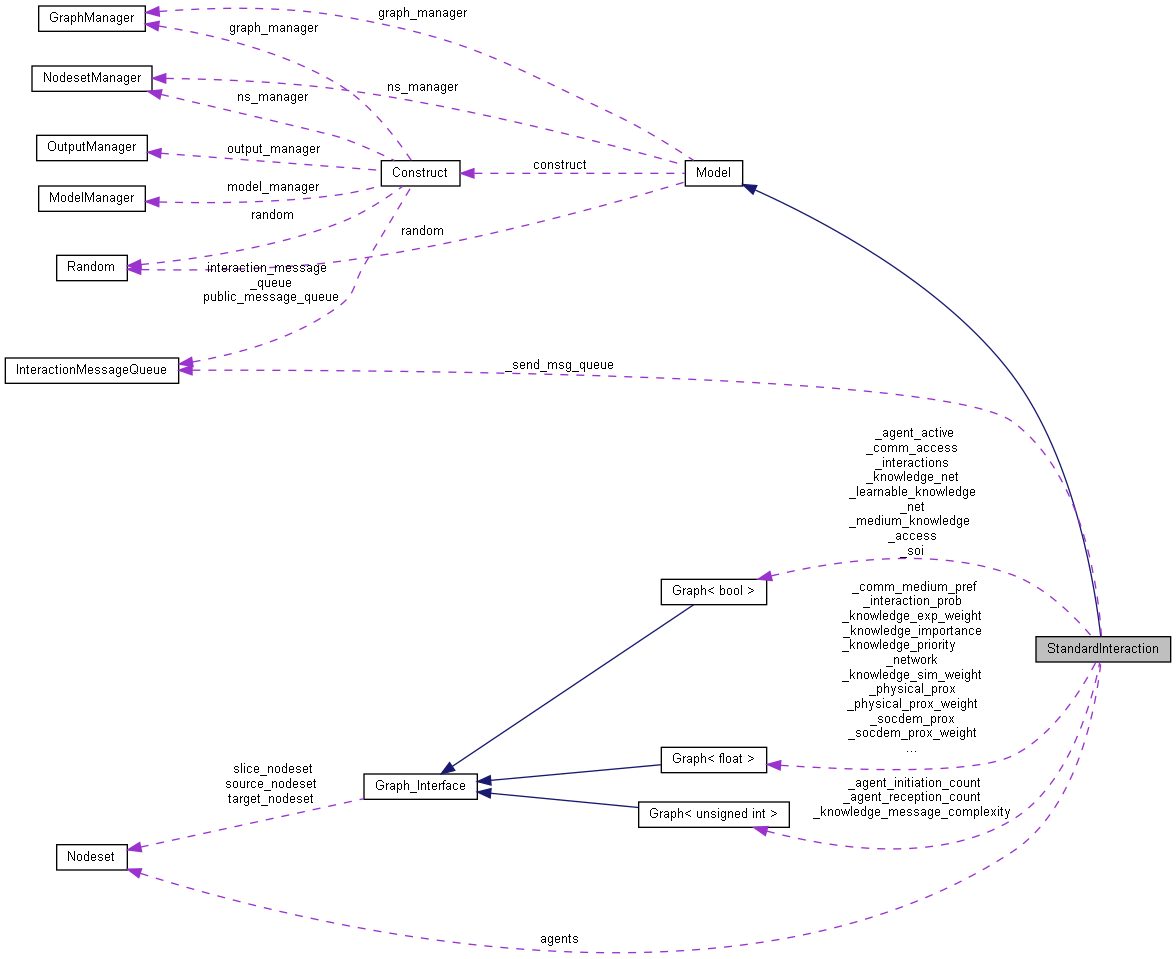 GraphManager
graph_manager
graph_manager
NodesetManager
ns_manager
ns_manager
OutputManager
output_manager
Construct
construct
Model
ModelManager
model_manager
random
random
Random
interaction_message
_queue
public_message_queue
InteractionMessageQueue
_send_msg_queue
_agent_active
_comm_access
_interactions
_knowledge_net
_learnable_knowledge
_net
_medium_knowledge
_access
_soi
Graph< bool >
_comm_medium_pref
_interaction_prob
_knowledge_exp_weight
_knowledge_importance
_knowledge_priority
_network
_knowledge_sim_weight
_physical_prox
_physical_prox_weight
_socdem_prox
_socdem_prox_weight
...
StandardInteraction
Graph< float >
Graph_Interface
slice_nodeset
source_nodeset
target_nodeset
_agent_initiation_count
_agent_reception_count
_knowledge_message_complexity
Graph< unsigned int >
Nodeset
agents